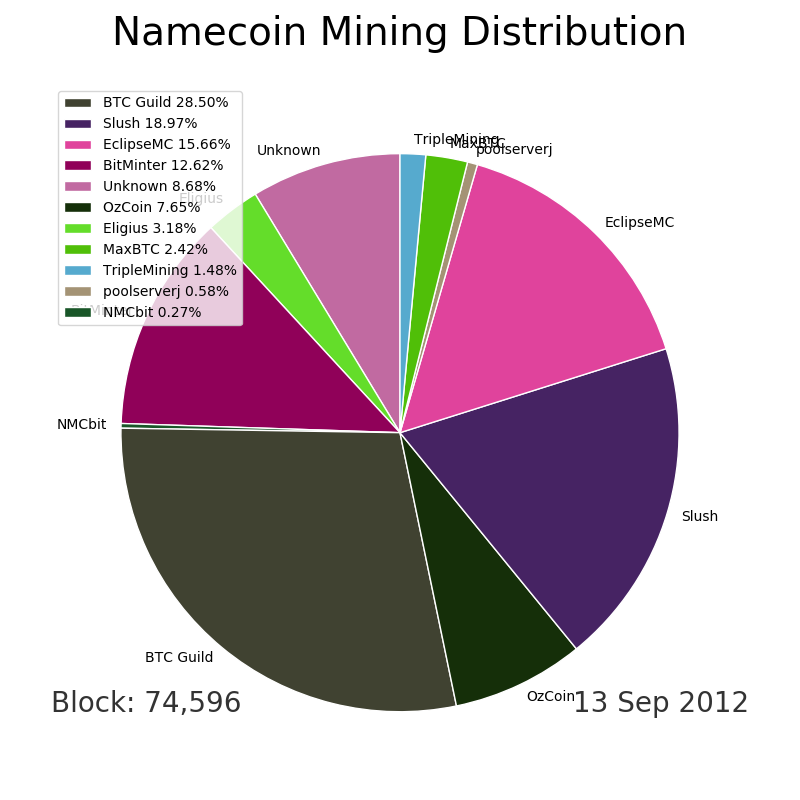 Namecoin Mining Distribution
BTC Guild 28.50%
Slush 18.97%
EclipseMC 15.66%
BitMinter 12.62%
Unknown 8.68%
OzCoin 7.65%
Eligius 3.18%
MaxBTC 2.42%
TripleMining 1.48%
poolserverj 0.58%
NMCbit 0.27%
TripleMining
MaxBTC
poolserverj
Unknown
Eligius
EclipseMC
NMCbit
Slush
BTC Guild
OzCoin
Block: 74,596
13 Sep 2012